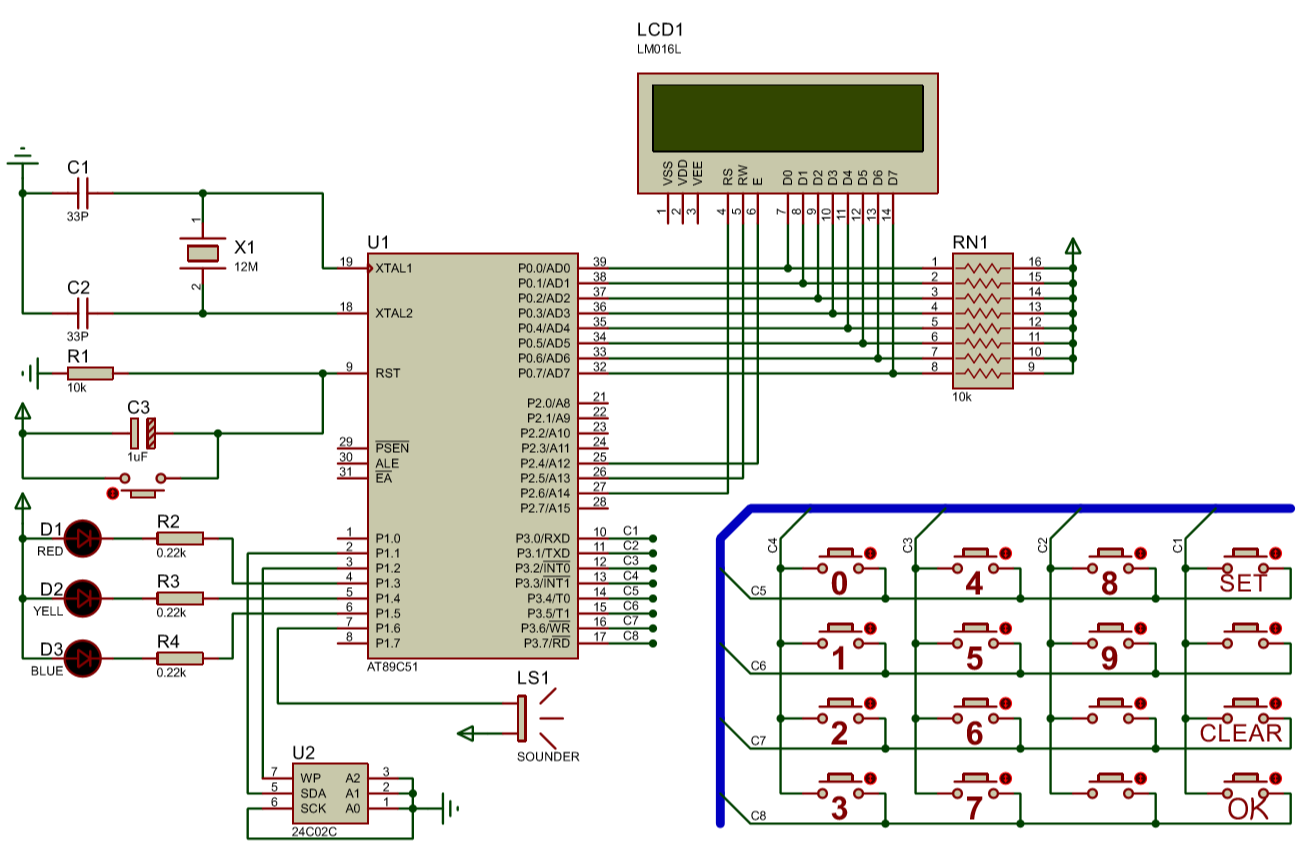 LCD1
LM016L
VSS VDD VEE RS RW E D0 D1 D2 D3 D4 D5 D6 D7
1 2 3 4 5 6 7 8 9 10 11 12 13 14
C1
33P
1
X1
12M
2
C2
33P
R1
10k
C3
1uF
U1
19 XTAL1
18 XTAL2
9 RST
29 PSEN
30 ALE
31 EA
1 P1.0
2 P1.1
3 P1.2
4 P1.3
5 P1.4
6 P1.5
7 P1.6
8 P1.7
P0.0/AD0 39
P0.1/AD1 38
P0.2/AD2 37
P0.3/AD3 36
P0.4/AD4 35
P0.5/AD5 34
P0.6/AD6 33
P0.7/AD7 32
P2.0/A8 21
P2.1/A9 22
P2.2/A10 23
P2.3/A11 24
P2.4/A12 25
P2.5/A13 26
P2.6/A14 27
P2.7/A15 28
P3.0/RXD 10 C1
P3.1/TXD 11 C2
P3.2/INT0 12 C3
P3.3/INT1 13 C4
P3.4/T0 14 C5
P3.5/T1 15 C6
P3.6/WR 16 C7
P3.7/RD 17 C8
AT89C51
RN1
1 16
2 15
3 14
4 13
5 12
6 11
7 10
8 9
10k
D1
RED
R2
0.22k
D2
YELL
R3
0.22k
D3
BLUE
R4
0.22k
LS1
SOUNDER
U2
7 WP A2 3
5 SDA A1 2
6 SCK A0 1
24C02C
C4 C3 C2 C1
0 4 8 SET
C5
1 5 9
C6
2 6 CLEAR
C7
3 7 OK
C8